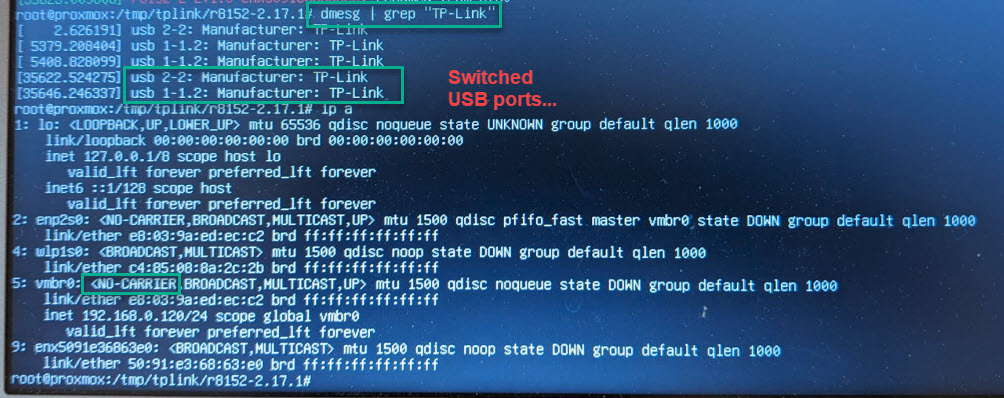 root@proxmox:/tmp/tplink/r8152-2.17.1# dmesg | grep "TP-Link"
[    2.626191] usb 2-2: Manufacturer: TP-Link
[ 5379.208404] usb 1-1.2: Manufacturer: TP-Link
[ 5408.828099] usb 1-1.2: Manufacturer: TP-Link
[35622.524275] usb 2-2: Manufacturer: TP-Link
[35646.246337] usb 1-1.2: Manufacturer: TP-Link
Switched
USB ports...
root@proxmox:/tmp/tplink/r8152-2.17.1# ip a
1: lo: <LOOPBACK,UP,LOWER_UP> mtu 65536 qdisc noqueue state UNKNOWN group default qlen 1000
    link/loopback 00:00:00:00:00:00 brd 00:00:00:00:00:00
    inet 127.0.0.1/8 scope host lo
       valid_lft forever preferred_lft forever
    inet6 ::1/128 scope host
       valid_lft forever preferred_lft forever
2: enp2s0: <NO-CARRIER,BROADCAST,MULTICAST,UP> mtu 1500 qdisc pfifo_fast master vmbr0 state DOWN group default qlen 1000
    link/ether e8:03:9a:ed:ec:c2 brd ff:ff:ff:ff:ff:ff
4: wlp1s0: <BROADCAST,MULTICAST> mtu 1500 qdisc noop state DOWN group default qlen 1000
    link/ether c4:85:08:8a:2c:2b brd ff:ff:ff:ff:ff:ff
5: vmbr0: <NO-CARRIER,BROADCAST,MULTICAST,UP> mtu 1500 qdisc noqueue state DOWN group default qlen 1000
    link/ether e8:03:9a:ed:ec:c2 brd ff:ff:ff:ff:ff:ff
    inet 192.168.0.120/24 scope global vmbr0
       valid_lft forever preferred_lft forever
9: enx5091e36863e0: <BROADCAST,MULTICAST> mtu 1500 qdisc noop state DOWN group default qlen 1000
    link/ether 50:91:e3:68:63:e0 brd ff:ff:ff:ff:ff:ff
root@proxmox:/tmp/tplink/r8152-2.17.1#